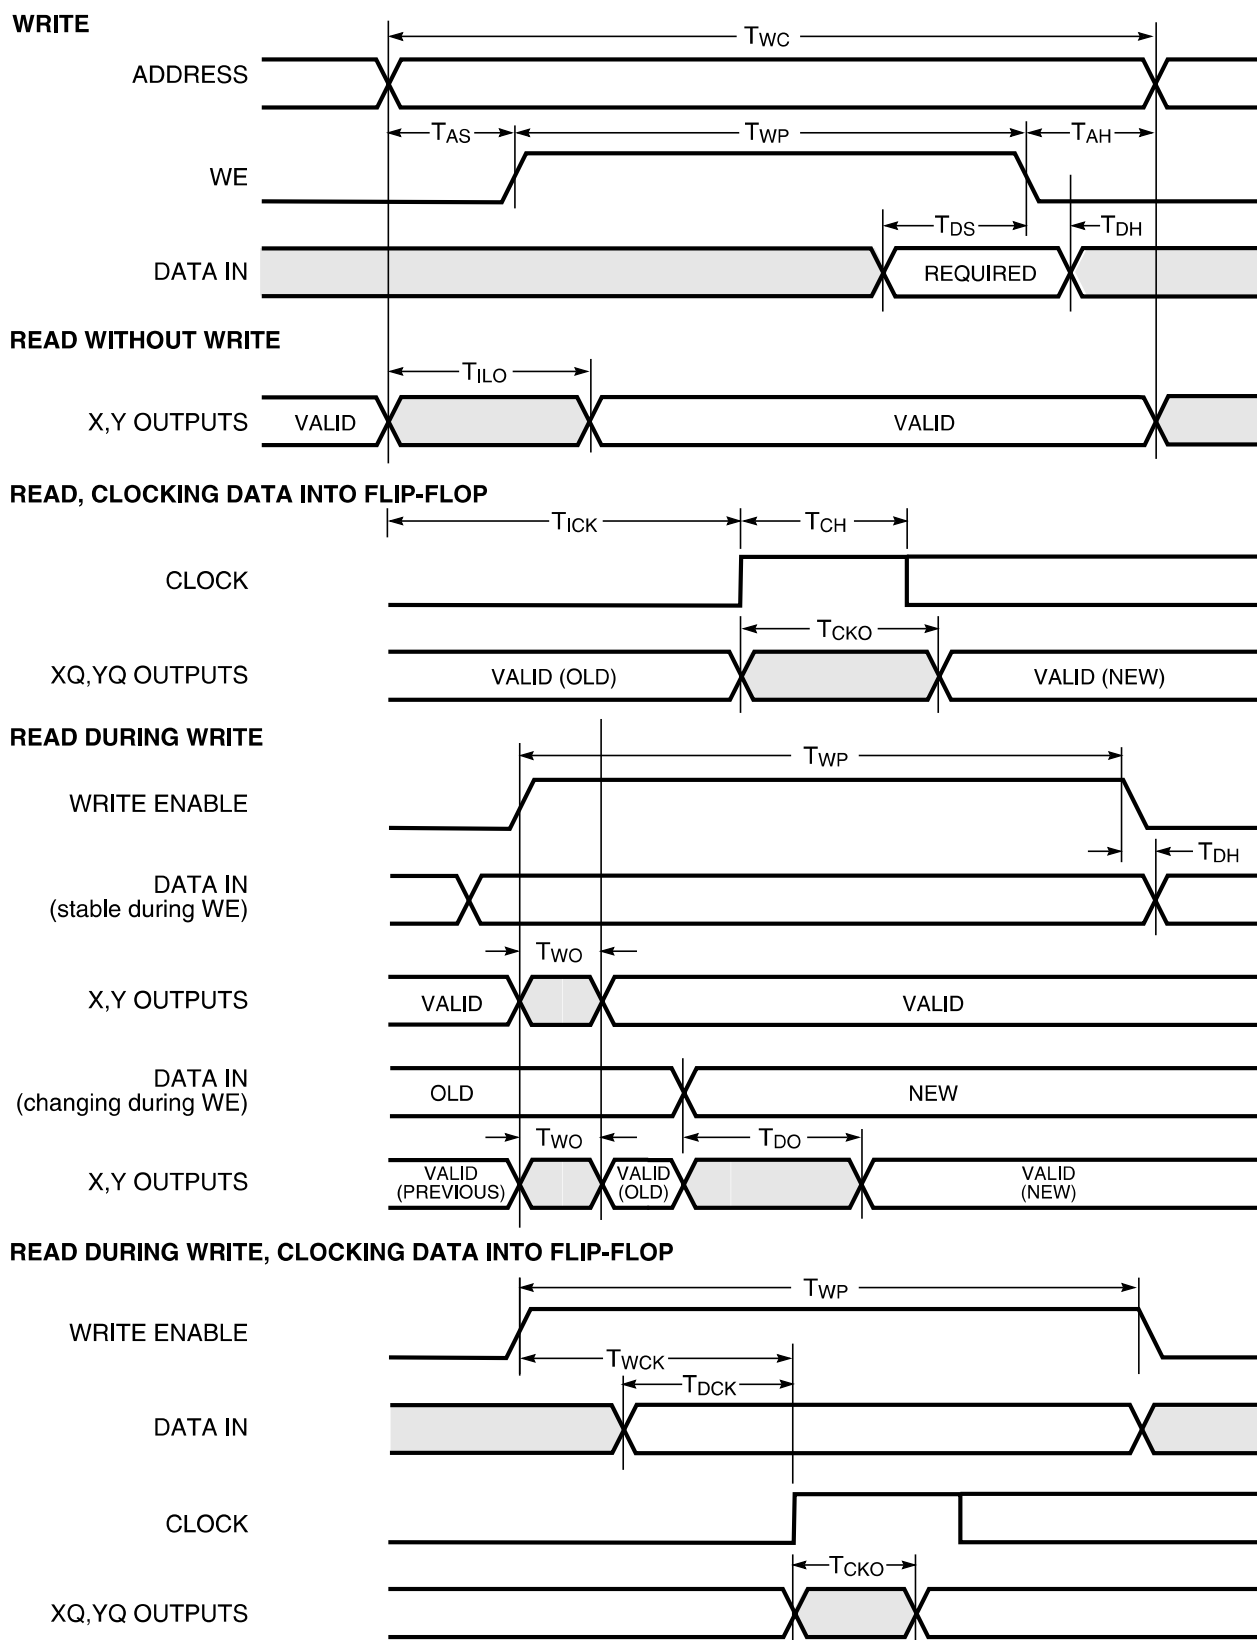 WRITE
TWC
ADDRESS
TAS TWP TAH
WE
TDS TDH
DATA IN REQUIRED
READ WITHOUT WRITE
TILO
X,Y OUTPUTS VALID VALID
READ, CLOCKING DATA INTO FLIP-FLOP
TICK TCH
CLOCK
TCKO
XQ,YQ OUTPUTS VALID (OLD) VALID (NEW)
READ DURING WRITE
TWP
WRITE ENABLE
TDH
DATA IN
(stable during WE)
TWO
X,Y OUTPUTS VALID VALID
DATA IN
(changing during WE)
OLD NEW
TWO TDO
X,Y OUTPUTS
VALID
(PREVIOUS)
VALID
(OLD)
VALID
(NEW)
READ DURING WRITE, CLOCKING DATA INTO FLIP-FLOP
TWP
WRITE ENABLE
TWCK
TDCK
DATA IN
CLOCK
TCKO
XQ,YQ OUTPUTS